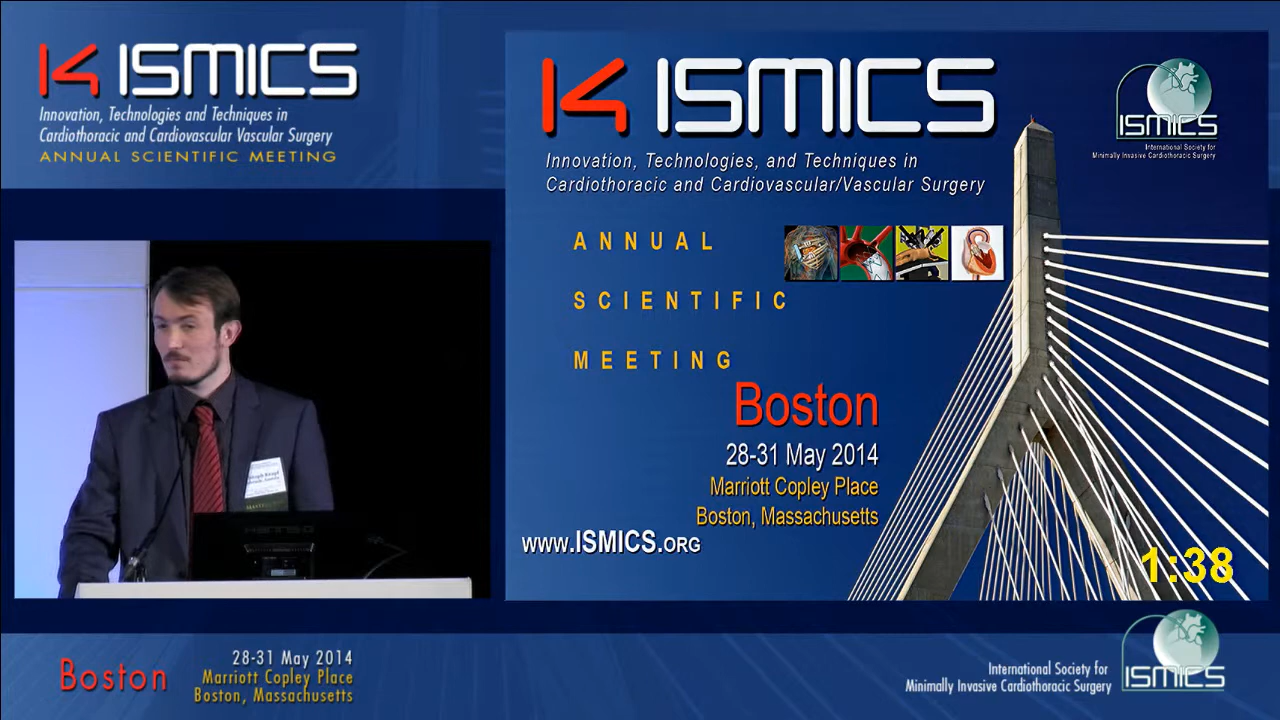 14 ISMICS
Innovation, Technologies and Techniques in
Cardiothoracic and Cardiovascular Vascular Surgery
ANNUAL SCIENTIFIC MEETING
14 ISMICS
Innovation, Technologies, and Techniques in
Cardiothoracic and Cardiovascular/Vascular Surgery
ISMICS
International Society for
Minimally Invasive Cardiothoracic Surgery
ANNUAL
SCIENTIFIC
MEETING
Boston
28-31 May 2014
Marriott Copley Place
Boston, Massachusetts
www.ISMICS.ORG
1:38
Boston
28-31 May 2014
Marriott Copley Place
Boston, Massachusetts
International Society for
Minimally Invasive Cardiothoracic Surgery
ISMICS